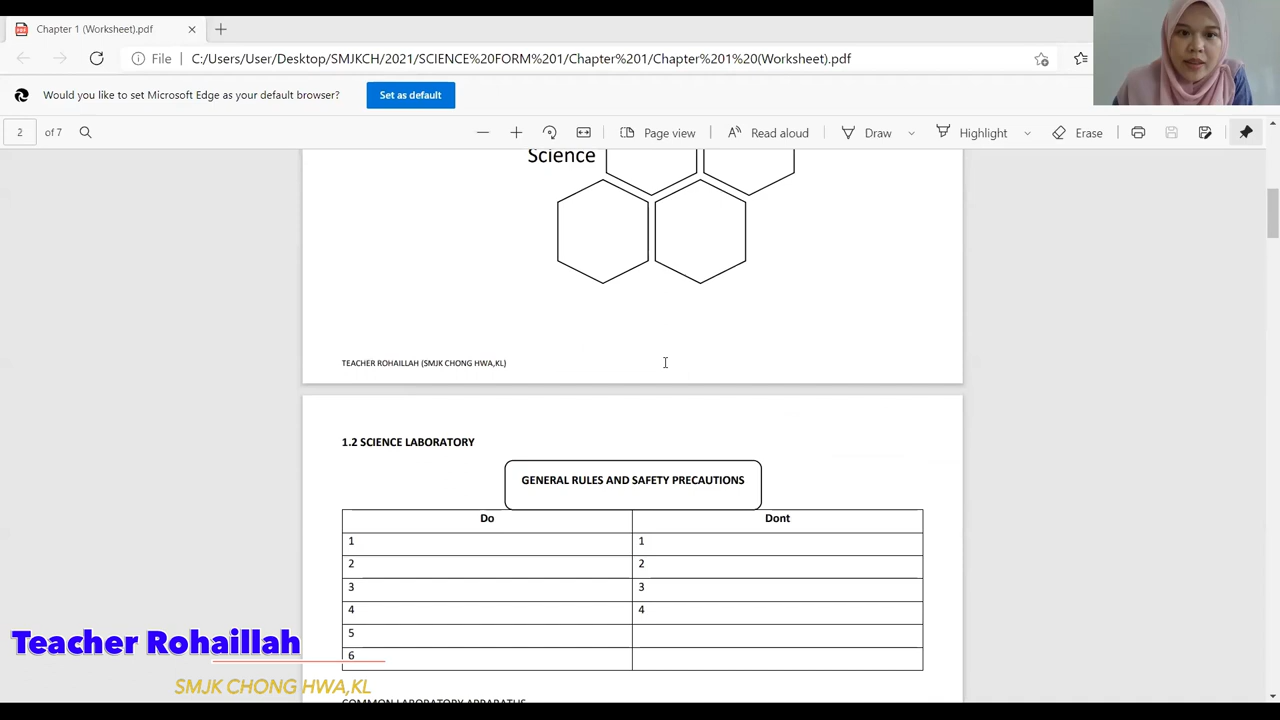 Chapter 1 (Worksheet).pdf
File C:/Users/User/Desktop/SMJKCH/2021/SCIENCE%20FORM%201/Chapter%201/Chapter%201%20(Worksheet).pdf
Would you like to set Microsoft Edge as your default browser? Set as default
2 of 7 Page view Read aloud Draw Highlight Erase
Science
TEACHER ROHAILLAH (SMJK CHONG HWA,KL)
1.2 SCIENCE LABORATORY
GENERAL RULES AND SAFETY PRECAUTIONS
Do Dont
1 1
2 2
3 3
4 4
5
6
Teacher Rohaillah
SMJK CHONG HWA,KL
COMMON LABORATORY APPARATUS